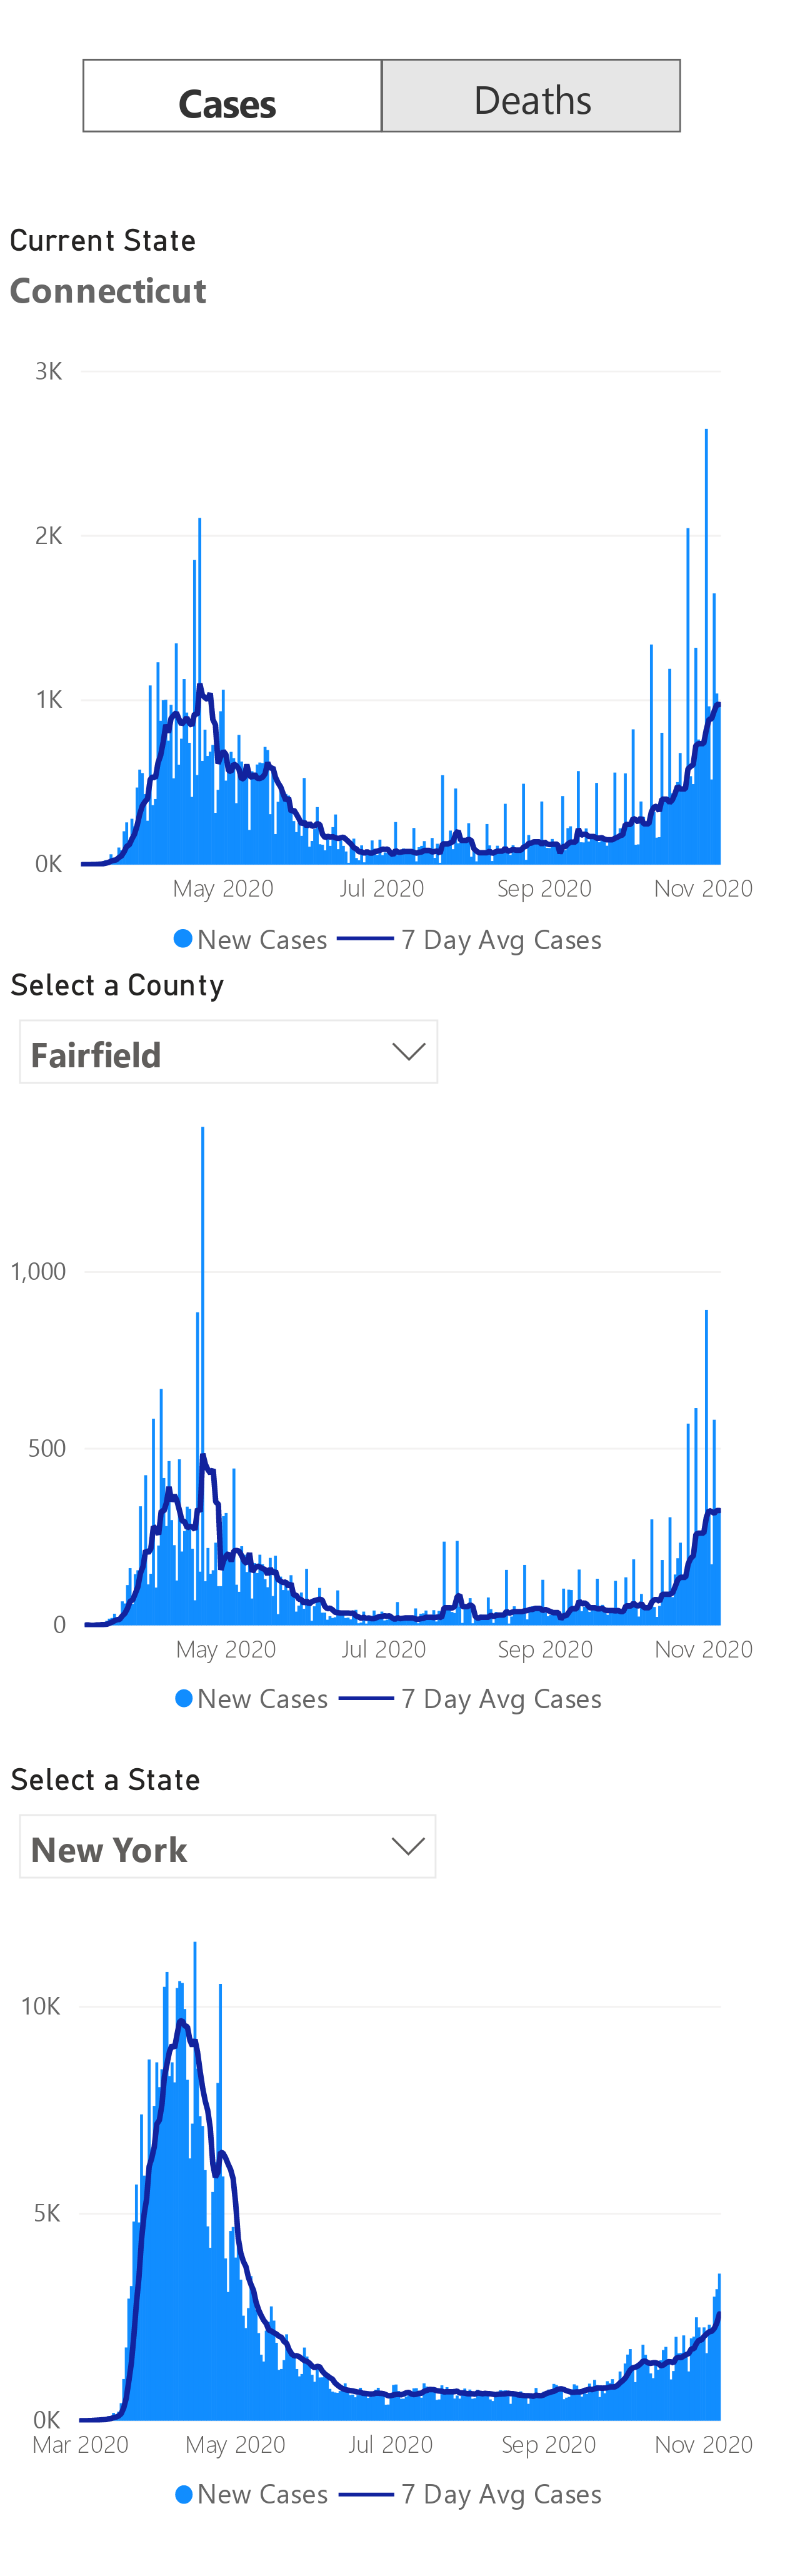 Cases Deaths
Current State
Connecticut
3K
2K
1K
0K
May 2020 Jul 2020 Sep 2020 Nov 2020
New Cases 7 Day Avg Cases
Select a County
Fairfield
1,000
500
0
May 2020 Jul 2020 Sep 2020 Nov 2020
New Cases 7 Day Avg Cases
Select a State
New York
10K
5K
0K
Mar 2020 May 2020 Jul 2020 Sep 2020 Nov 2020
New Cases 7 Day Avg Cases